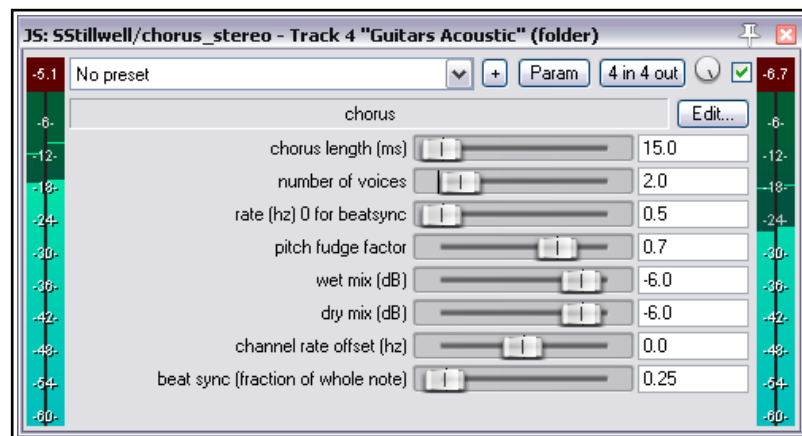 JS: SStillwell/chorus_stereo - Track 4 "Guitars Acoustic" (folder)
-5.1 No preset + Param 4 in 4 out -6.7
chorus Edit...
-6- -6-
chorus length (ms) 15.0
-12- -12-
number of voices 2.0
-18- -18-
rate (hz) 0 for beatsync 0.5
-24- -24-
pitch fudge factor 0.7
-30- -30-
wet mix (dB) -6.0
-36- -36-
dry mix (dB) -6.0
-42- -42-
channel rate offset (hz) 0.0
-48- -48-
beat sync (fraction of whole note) 0.25
-54- -54-
-60- -60-